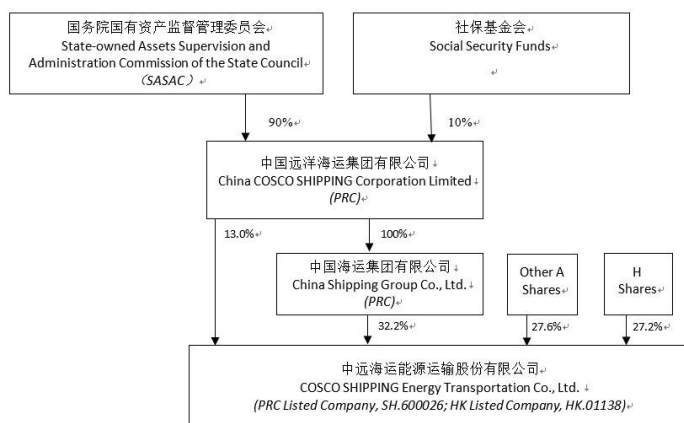 国务院国有资产监督管理委员会
State-owned Assets Supervision and
Administration Commission of the State Council
（SASAC）
社保基金会
Social Security Funds
90%
10%
中国远洋海运集团有限公司
China COSCO SHIPPING Corporation Limited
(PRC)
13.0%
100%
中国海运集团有限公司
China Shipping Group Co., Ltd.
(PRC)
Other A
Shares
H
Shares
32.2%
27.6%
27.2%
中远海运能源运输股份有限公司
COSCO SHIPPING Energy Transportation Co., Ltd.
(PRC Listed Company, SH.600026; HK Listed Company, HK.01138)